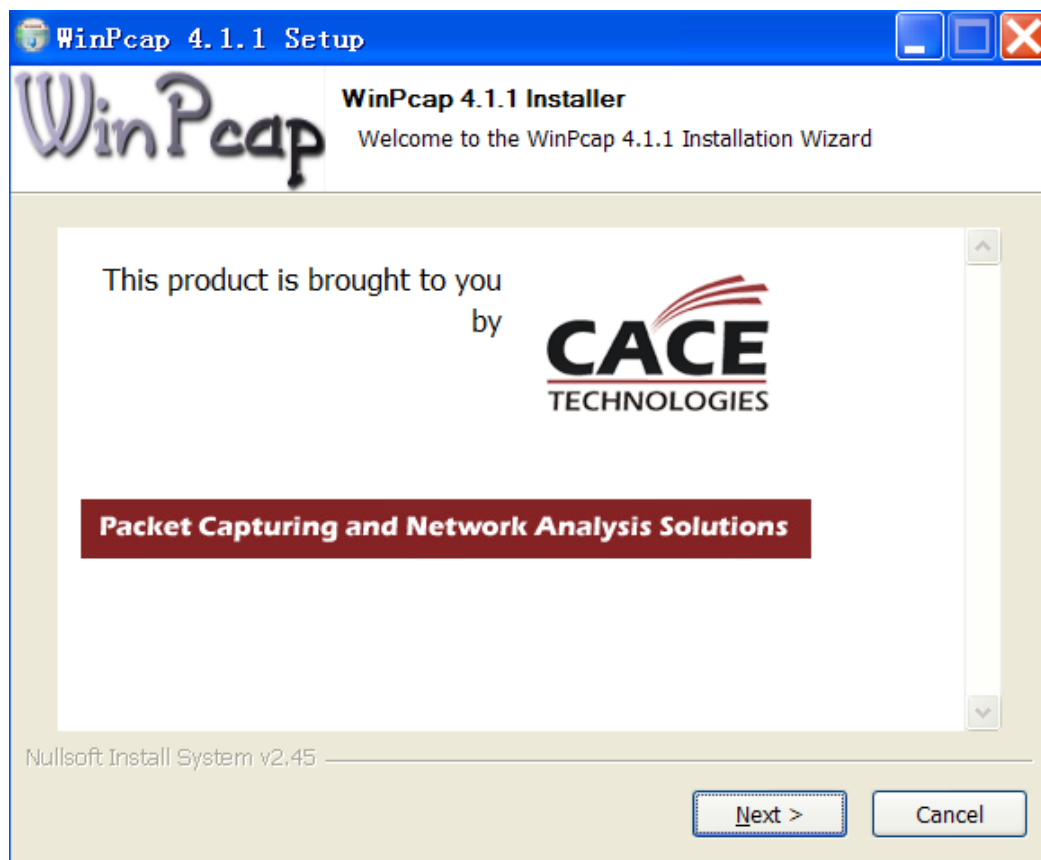 WinPcap 4.1.1 Setup
WinPcap
WinPcap 4.1.1 Installer
Welcome to the WinPcap 4.1.1 Installation Wizard
This product is brought to you
by
CACE
TECHNOLOGIES
Packet Capturing and Network Analysis Solutions
Nullsoft Install System v2.45
Next >
Cancel